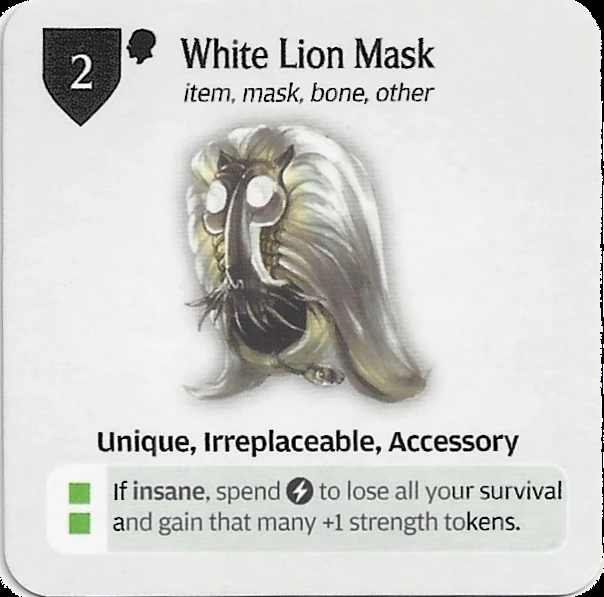 2
White Lion Mask
item, mask, bone, other
Unique, Irreplaceable, Accessory
If insane, spend to lose all your survival
and gain that many +1 strength tokens.